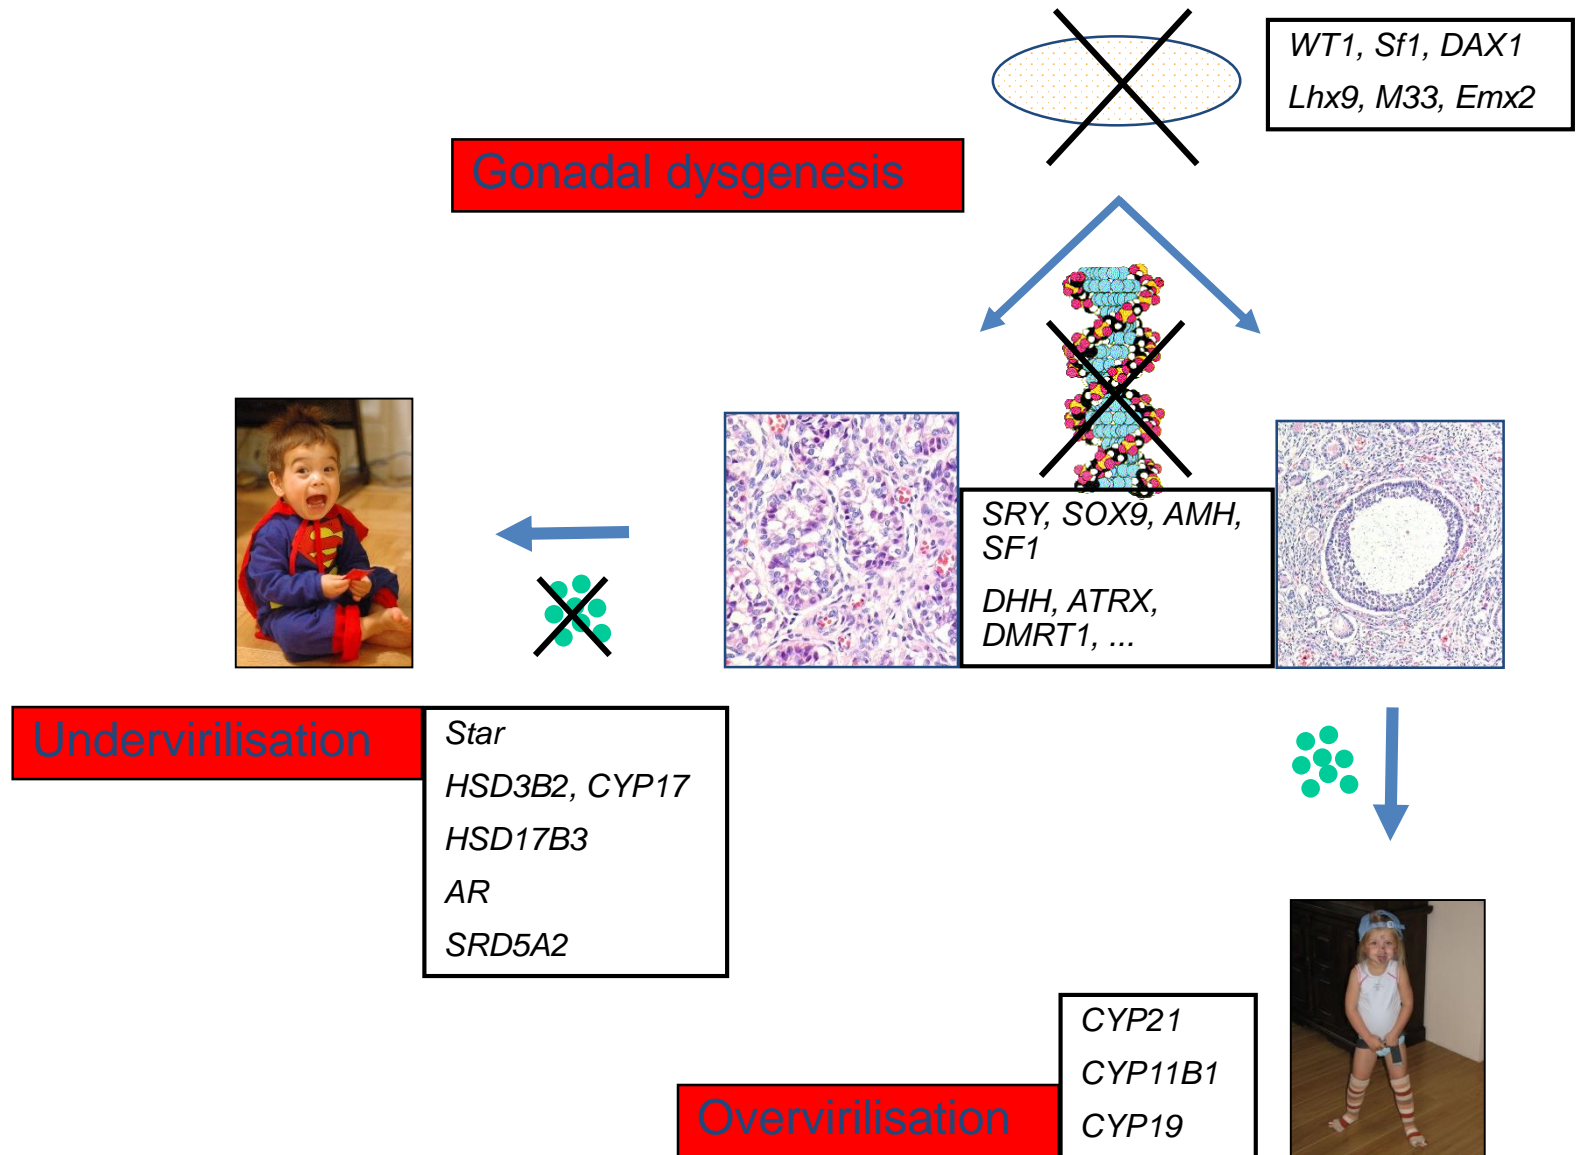 WT1, Sf1, DAX1
Lhx9, M33, Emx2
Gonadal dysgenesis
SRY, SOX9, AMH,
SF1
DHH, ATRX,
DMRT1, ...
Undervirilisation
Star
HSD3B2, CYP17
HSD17B3
AR
SRD5A2
CYP21
CYP11B1
CYP19
Overvirilisation